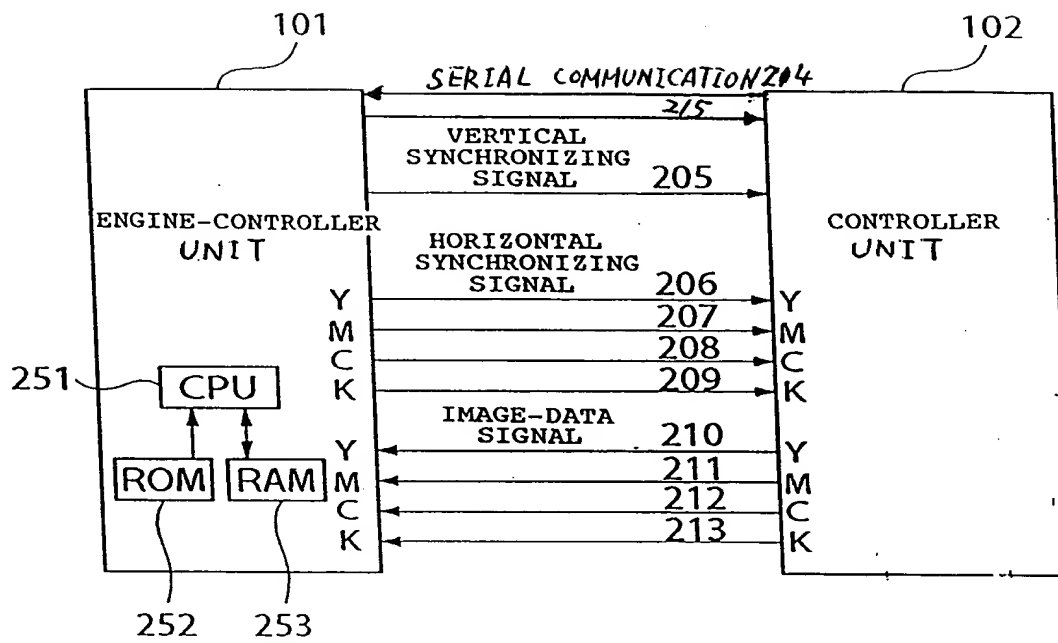 101
102
SERIAL COMMUNICATION 204
215
VERTICAL
SYNCHRONIZING
SIGNAL 205
ENGINE-CONTROLLER
UNIT
CONTROLLER
UNIT
HORIZONTAL
SYNCHRONIZING
SIGNAL
Y 206 Y
M 207 M
C 208 C
K 209 K
251
CPU
ROM
RAM
252
253
IMAGE-DATA
SIGNAL
Y 210 Y
M 211 M
C 212 C
K 213 K